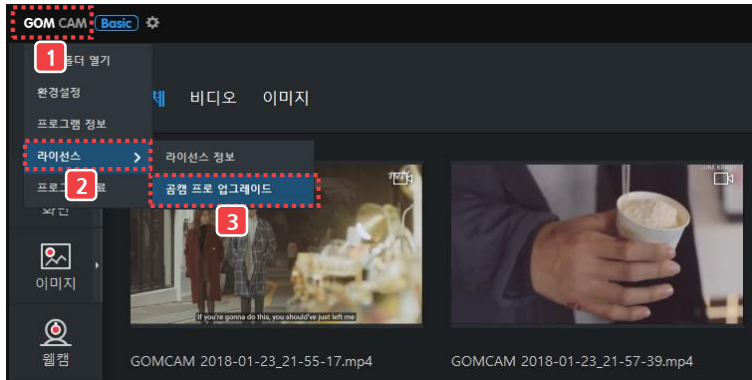 GOM CAM Basic
1
폴더 열기
환경설정
비디오 이미지
프로그램 정보
라이선스
라이선스 정보
2
곰캠 프로 업그레이드
3
이미지
웹캠
If you're gonna do this, you should've just left me
GOMCAM 2018-01-23_21-55-17.mp4
GOMCAM 2018-01-23_21-57-39.mp4